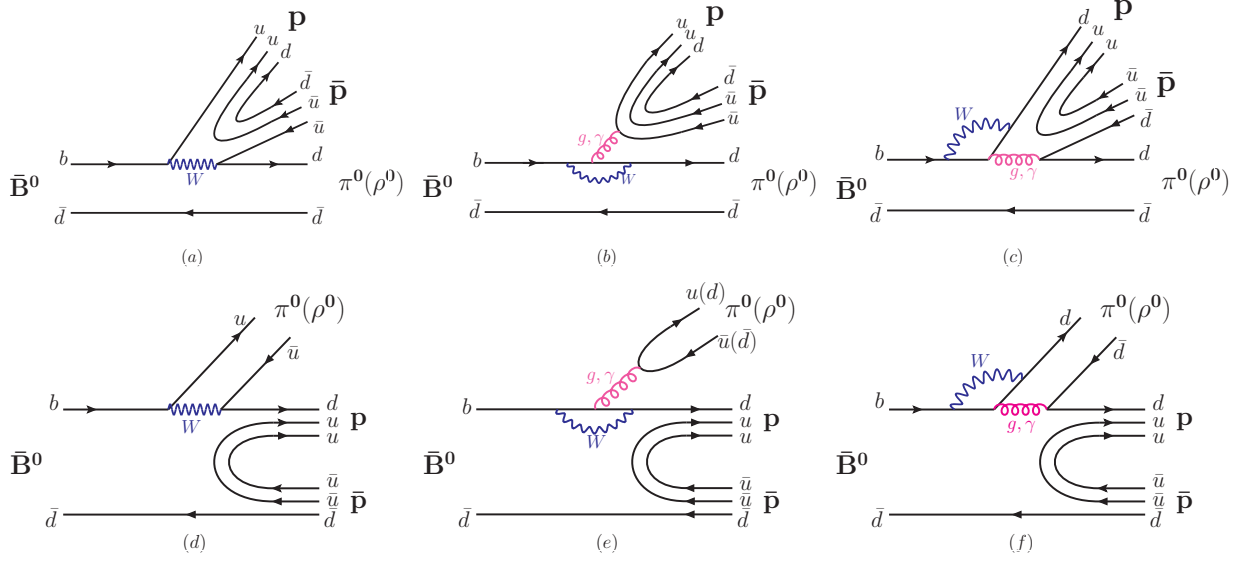 u p
u
d
d̄
p̄
ū
ū
b
W
d
B̄⁰
π⁰(ρ⁰)
d̄
d̄
(a)
u p
u
d
d̄
p̄
ū
ū
g, γ
b
W
d
B̄⁰
π⁰(ρ⁰)
d̄
d̄
(b)
d p
u
u
ū
p̄
ū
d̄
W
b
g, γ
d
B̄⁰
π⁰(ρ⁰)
d̄
d̄
(c)
π⁰(ρ⁰)
u
ū
b
W
d
u p
u
B̄⁰
ū
ū p̄
d̄
d̄
(d)
u(d)
π⁰(ρ⁰)
ū(d̄)
g, γ
b
W
d
u p
u
B̄⁰
ū
ū p̄
d̄
d̄
(e)
π⁰(ρ⁰)
d
d̄
W
b
g, γ
d
u p
u
B̄⁰
ū
ū p̄
d̄
d̄
(f)